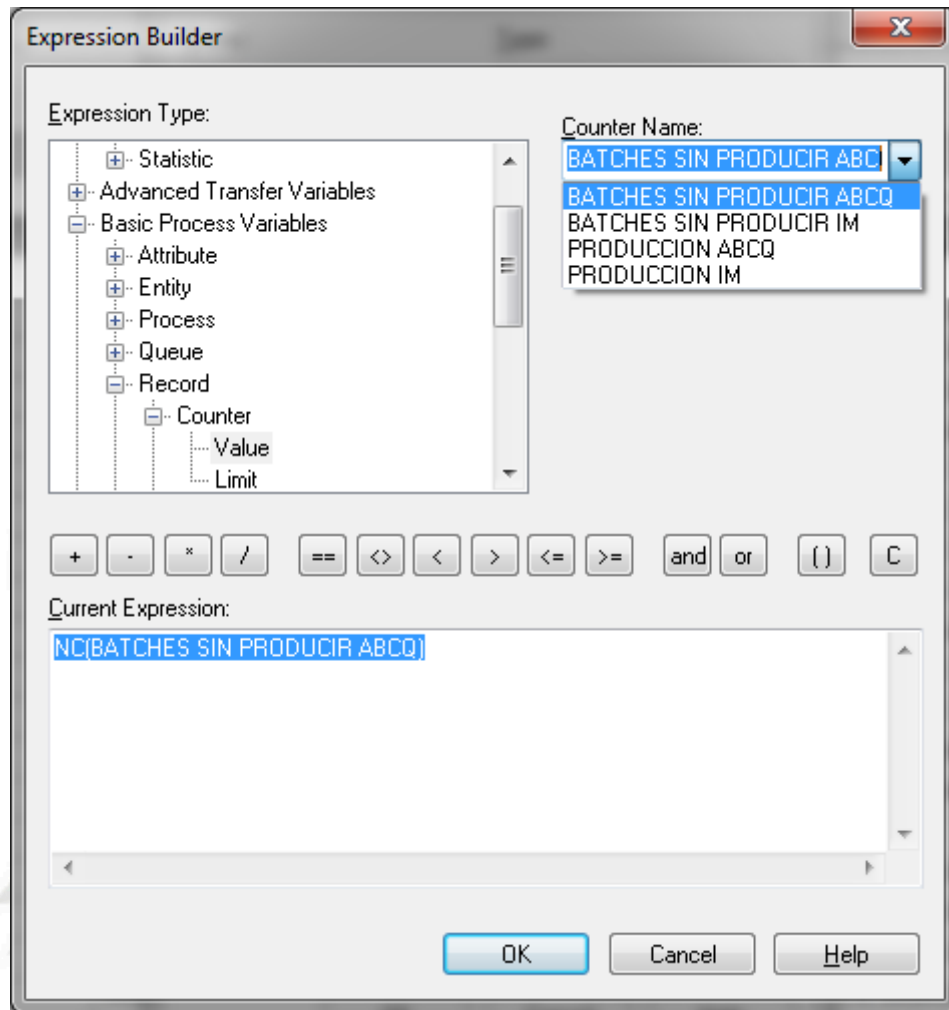 Expression Builder
Expression Type:
Statistic
Advanced Transfer Variables
Basic Process Variables
Attribute
Entity
Process
Queue
Record
Counter
Value
Limit
Counter Name:
BATCHES SIN PRODUCIR ABC
BATCHES SIN PRODUCIR ABCQ
BATCHES SIN PRODUCIR IM
PRODUCCION ABCQ
PRODUCCION IM
+ - * / == <> < > <= >= and or ( ) C
Current Expression:
NC(BATCHES SIN PRODUCIR ABCQ)
OK Cancel Help